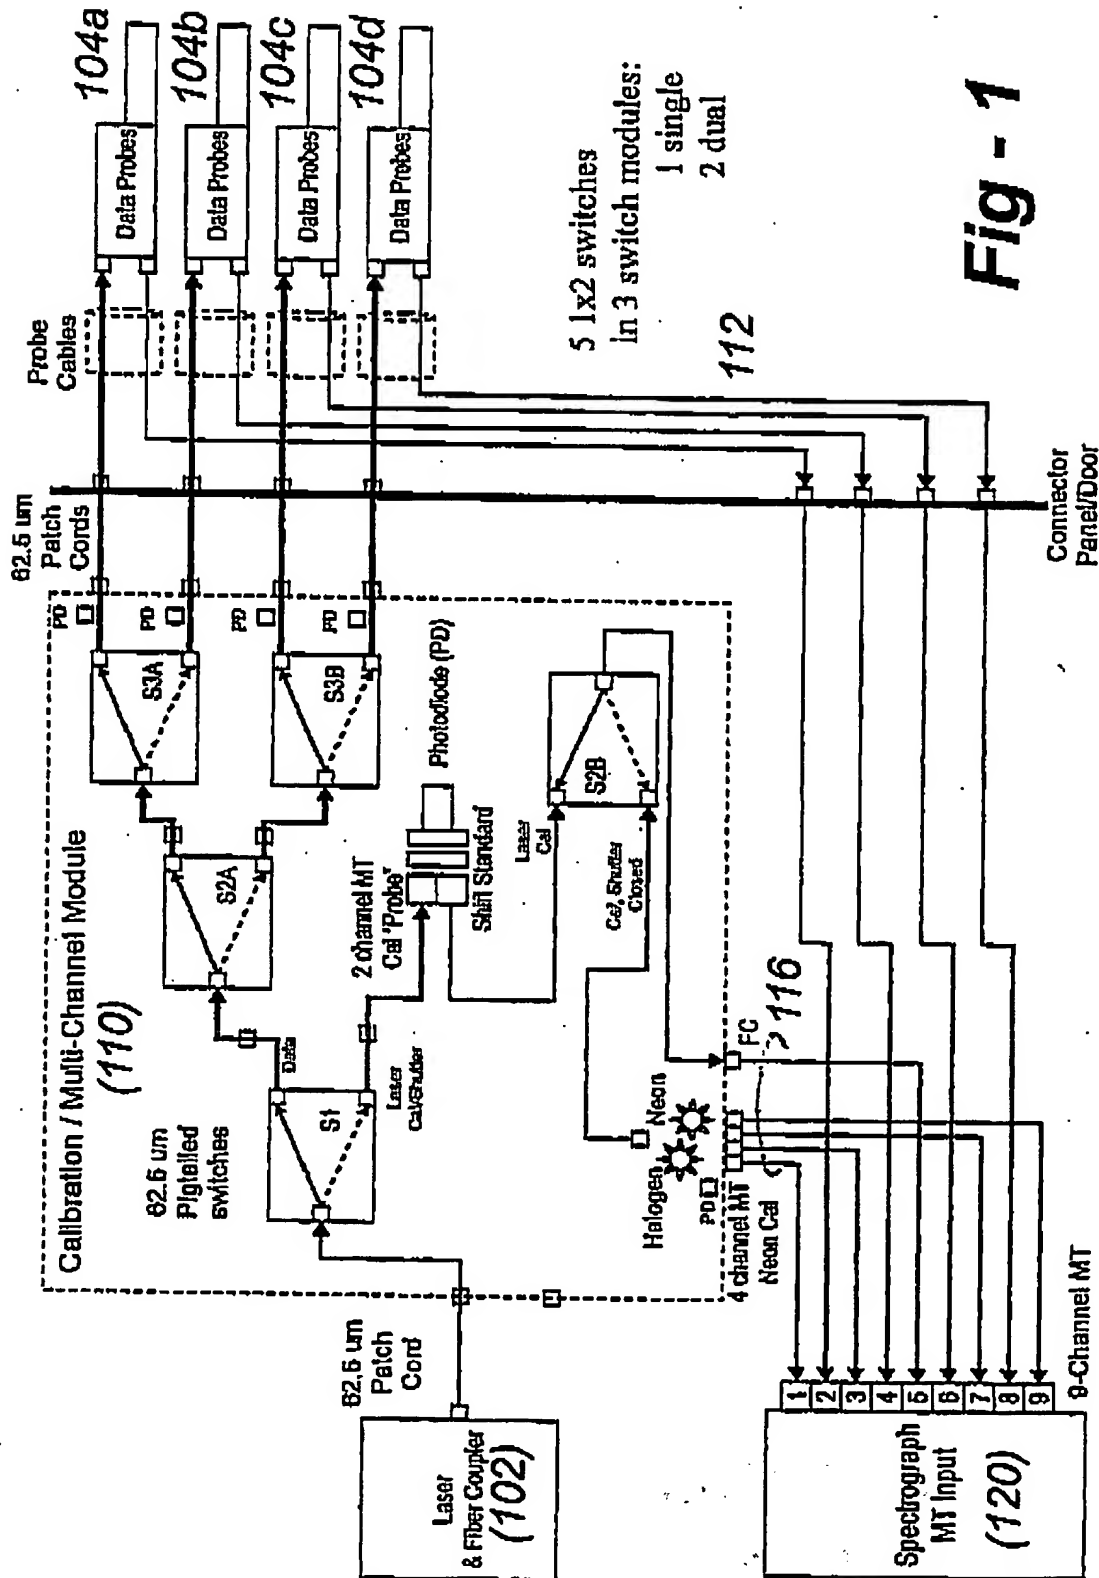 Laser
& Fiber Coupler
(102)
62.5 um
Patch
Cord
Calibration / Multi-Channel Module
(110)
62.5 um
Pigtailed
switches
S1
Data
Laser
Cal/Shutter
S2A
S3A
S3B
PD
PD
PD
PD
62.5 um
Patch
Cords
Probe
Cables
Data Probes
104a
Data Probes
104b
Data Probes
104c
Data Probes
104d
2 channel MT
Cal "Probe"
Shift Standard
Photodiode (PD)
Laser
Cal
S2B
Cal, Shutter
Closed
Halogen
Neon
PD
4 channel MT
Neon Cal
FC
116
5 1x2 switches
in 3 switch modules:
1 single
2 dual
112
Connector
Panel/Door
Spectrograph
MT Input
(120)
1
2
3
4
5
6
7
8
9
9-Channel MT
Fig - 1